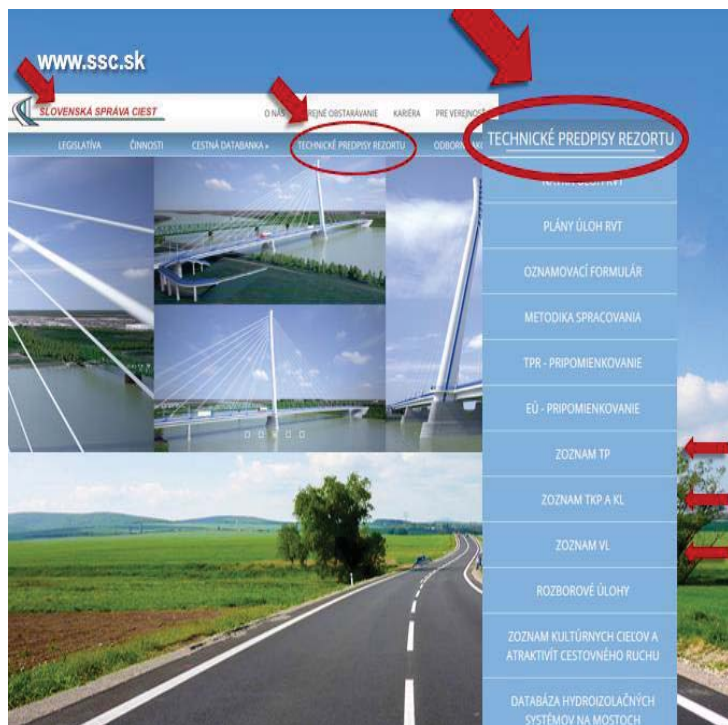 www.ssc.sk
SLOVENSKÁ SPRÁVA CIEST
O NÁS VEREJNÉ OBSTARÁVANIE KARIÉRA PRE VEREJNOSŤ
LEGISLATÍVA ČINNOSTI CESTNÁ DATABANKA TECHNICKÉ PREDPISY REZORTU
TECHNICKÉ PREDPISY REZORTU
PLÁNY ÚLOH RVT
OZNAMOVACÍ FORMULÁR
METODIKA SPRACOVANIA
TPR - PRIPOMIENKOVANIE
EÚ - PRIPOMIENKOVANIE
ZOZNAM TP
ZOZNAM TKP A KL
ZOZNAM VL
ROZBOROVÉ ÚLOHY
ZOZNAM KULTÚRNYCH CIEĽOV A
ATRAKTIVÍT CESTOVNÉHO RUCHU
DATABÁZA HYDROIZOLAČNÝCH
SYSTÉMOV NA MOSTOCH